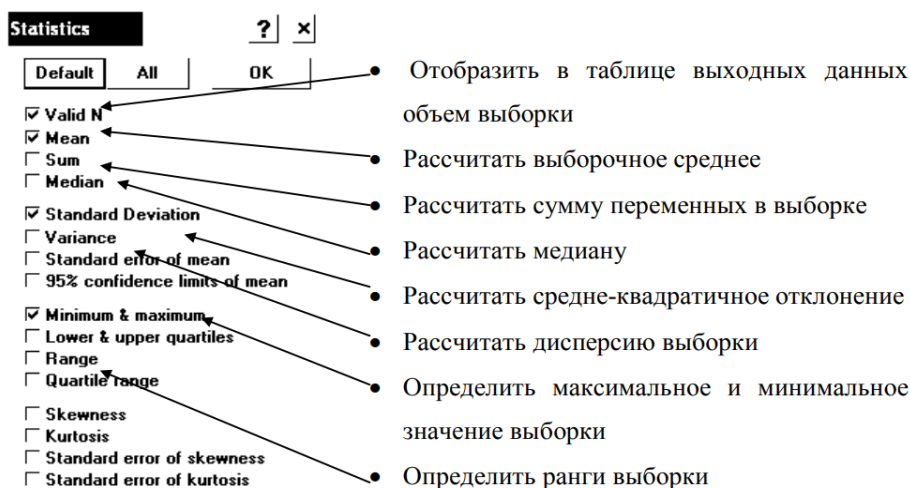 Statistics ? ×
Default All OK
Valid N
Mean
Sum
Median
Standard Deviation
Variance
Standard error of mean
95% confidence limits of mean
Minimum & maximum
Lower & upper quartiles
Range
Quartile range
Skewness
Kurtosis
Standard error of skewness
Standard error of kurtosis
• Отобразить в таблице выходных данных
объем выборки
• Рассчитать выборочное среднее
• Рассчитать сумму переменных в выборке
• Рассчитать медиану
• Рассчитать средне-квадратичное отклонение
• Рассчитать дисперсию выборки
• Определить максимальное и минимальное
значение выборки
• Определить ранги выборки